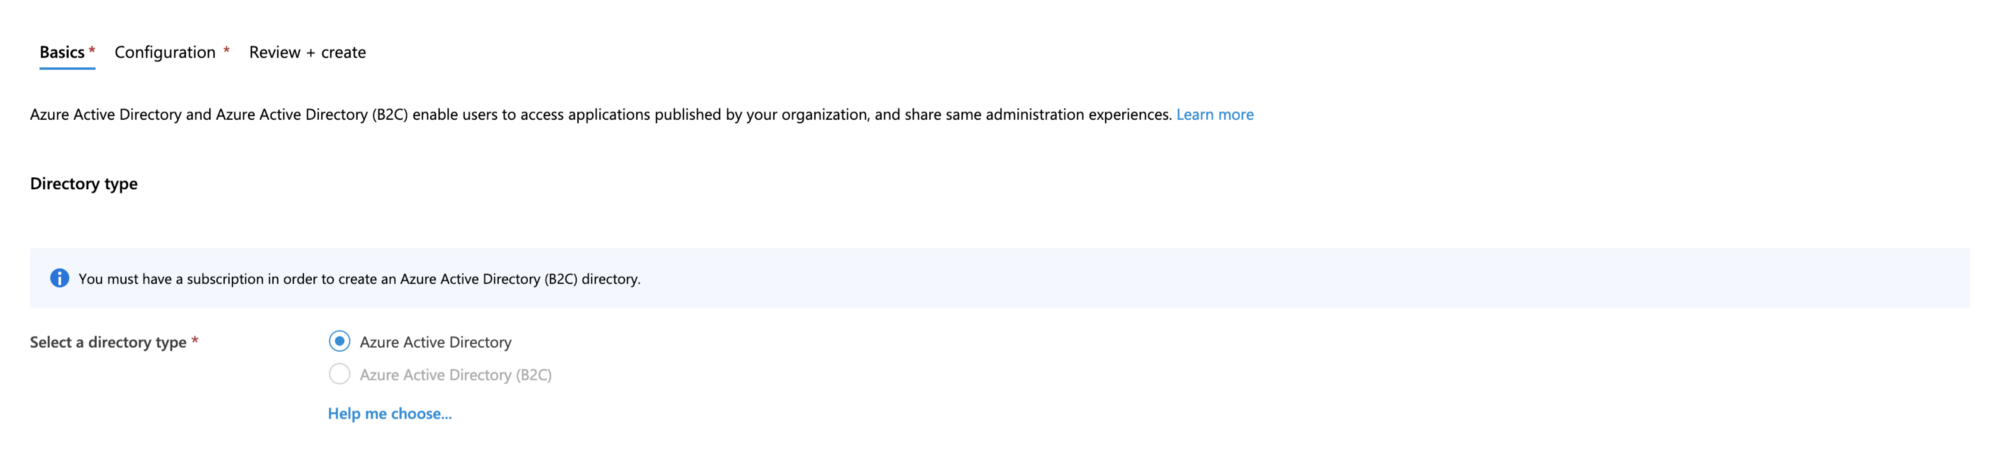 Basics * Configuration * Review + create
Azure Active Directory and Azure Active Directory (B2C) enable users to access applications published by your organization, and share same administration experiences. Learn more
Directory type
You must have a subscription in order to create an Azure Active Directory (B2C) directory.
Select a directory type * Azure Active Directory
Azure Active Directory (B2C)
Help me choose...